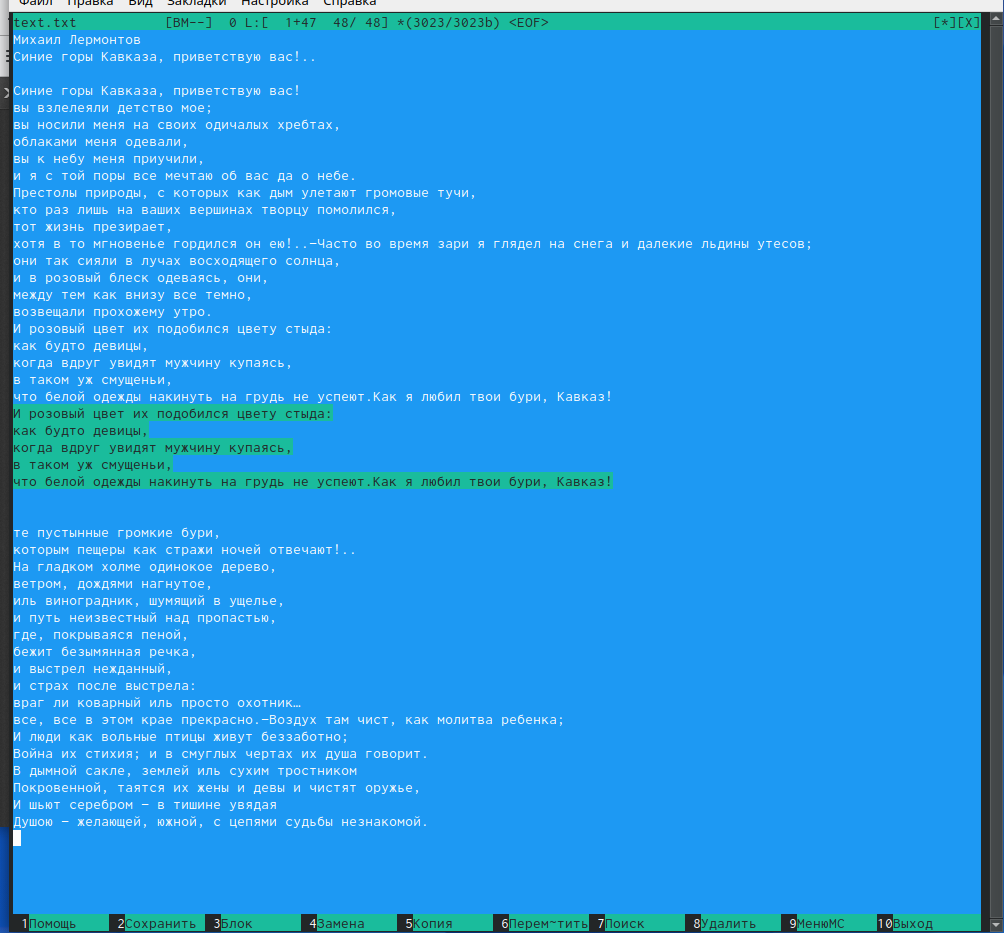 Файл Правка Вид Закладки Настройка Справка
text.txt [BM--] 0 L:[ 1+47 48/ 48] *(3023/3023b) <EOF> [*][X]
Михаил Лермонтов
Синие горы Кавказа, приветствую вас!..
Синие горы Кавказа, приветствую вас!
вы взлелеяли детство мое;
вы носили меня на своих одичалых хребтах,
облаками меня одевали,
вы к небу меня приучили,
и я с той поры все мечтаю об вас да о небе.
Престолы природы, с которых как дым улетают громовые тучи,
кто раз лишь на ваших вершинах творцу помолился,
тот жизнь презирает,
хотя в то мгновенье гордился он ею!..—Часто во время зари я глядел на снега и далекие льдины утесов;
они так сияли в лучах восходящего солнца,
и в розовый блеск одеваясь, они,
между тем как внизу все темно,
возвещали прохожему утро.
И розовый цвет их подобился цвету стыда:
как будто девицы,
когда вдруг увидят мужчину купаясь,
в таком уж смущеньи,
что белой одежды накинуть на грудь не успеют.Как я любил твои бури, Кавказ!
И розовый цвет их подобился цвету стыда:
как будто девицы,
когда вдруг увидят мужчину купаясь,
в таком уж смущеньи,
что белой одежды накинуть на грудь не успеют.Как я любил твои бури, Кавказ!
те пустынные громкие бури,
которым пещеры как стражи ночей отвечают!..
На гладком холме одинокое дерево,
ветром, дождями нагнутое,
иль виноградник, шумящий в ущелье,
и путь неизвестный над пропастью,
где, покрываяся пеной,
бежит безымянная речка,
и выстрел нежданный,
и страх после выстрела:
враг ли коварный иль просто охотник…
все, все в этом крае прекрасно.—Воздух там чист, как молитва ребенка;
И люди как вольные птицы живут беззаботно;
Война их стихия; и в смуглых чертах их душа говорит.
В дымной сакле, землей иль сухим тростником
Покровенной, таятся их жены и девы и чистят оружье,
И шьют серебром — в тишине увядая
Душою — желающей, южной, с цепями судьбы незнакомой.
1Помощь 2Сохранить 3Блок 4Замена 5Копия 6Перем~тить 7Поиск 8Удалить 9МенюМС 10Выход